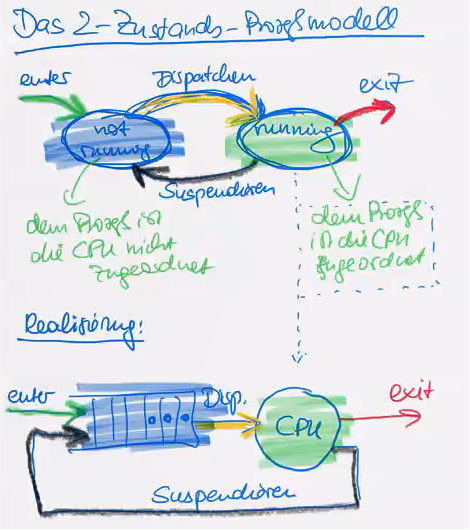 Das 2-Zustands-Prozeßmodell
enter
Dispatchen
exit
not
running
running
Suspendieren
dem Prozeß ist
die CPU nicht
zugeordnet
dem Prozeß
ist die CPU
zugeordnet
Realisierung:
enter
Disp.
CPU
exit
Suspendieren